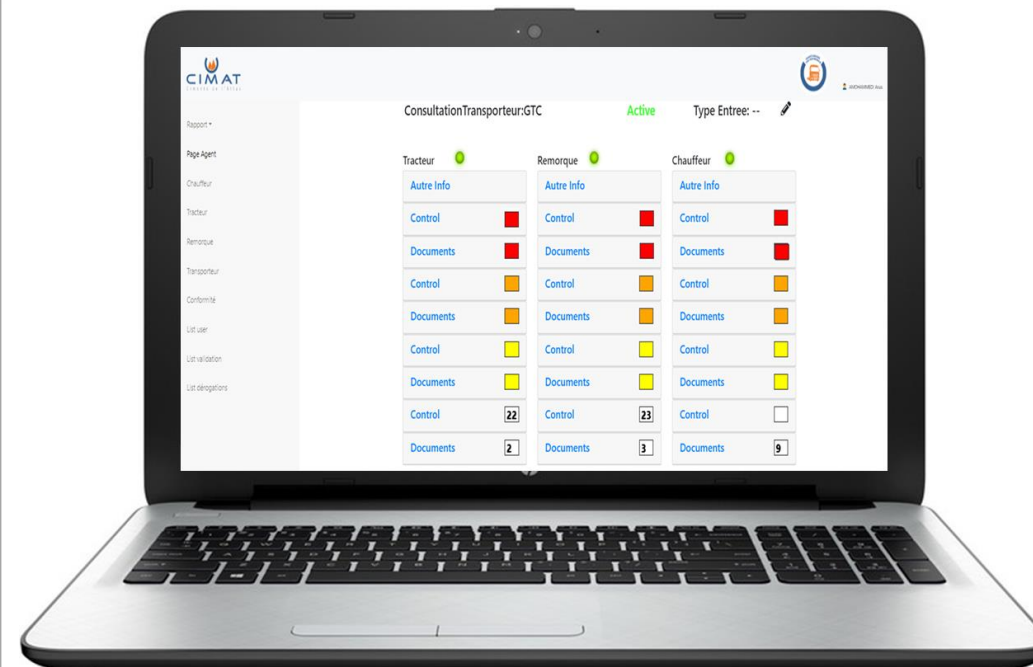 CIMAT
CIMENTS DE L'ATLAS
Rapport
Page Agent
Chauffeur
Tracteur
Remorque
Transporteur
Conformité
List user
List validation
List dérogations
ConsultationTransporteur:GTC Active Type Entree: --
Tracteur Remorque Chauffeur
Autre Info Autre Info Autre Info
Control Control Control
Documents Documents Documents
Control Control Control
Documents Documents Documents
Control Control Control
Documents Documents Documents
Control 22 Control 23 Control
Documents 2 Documents 3 Documents 9